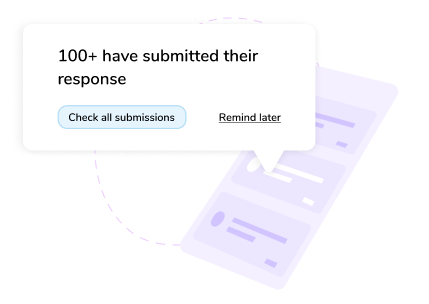 100+ have submitted their
response
Check all submissions
Remind later